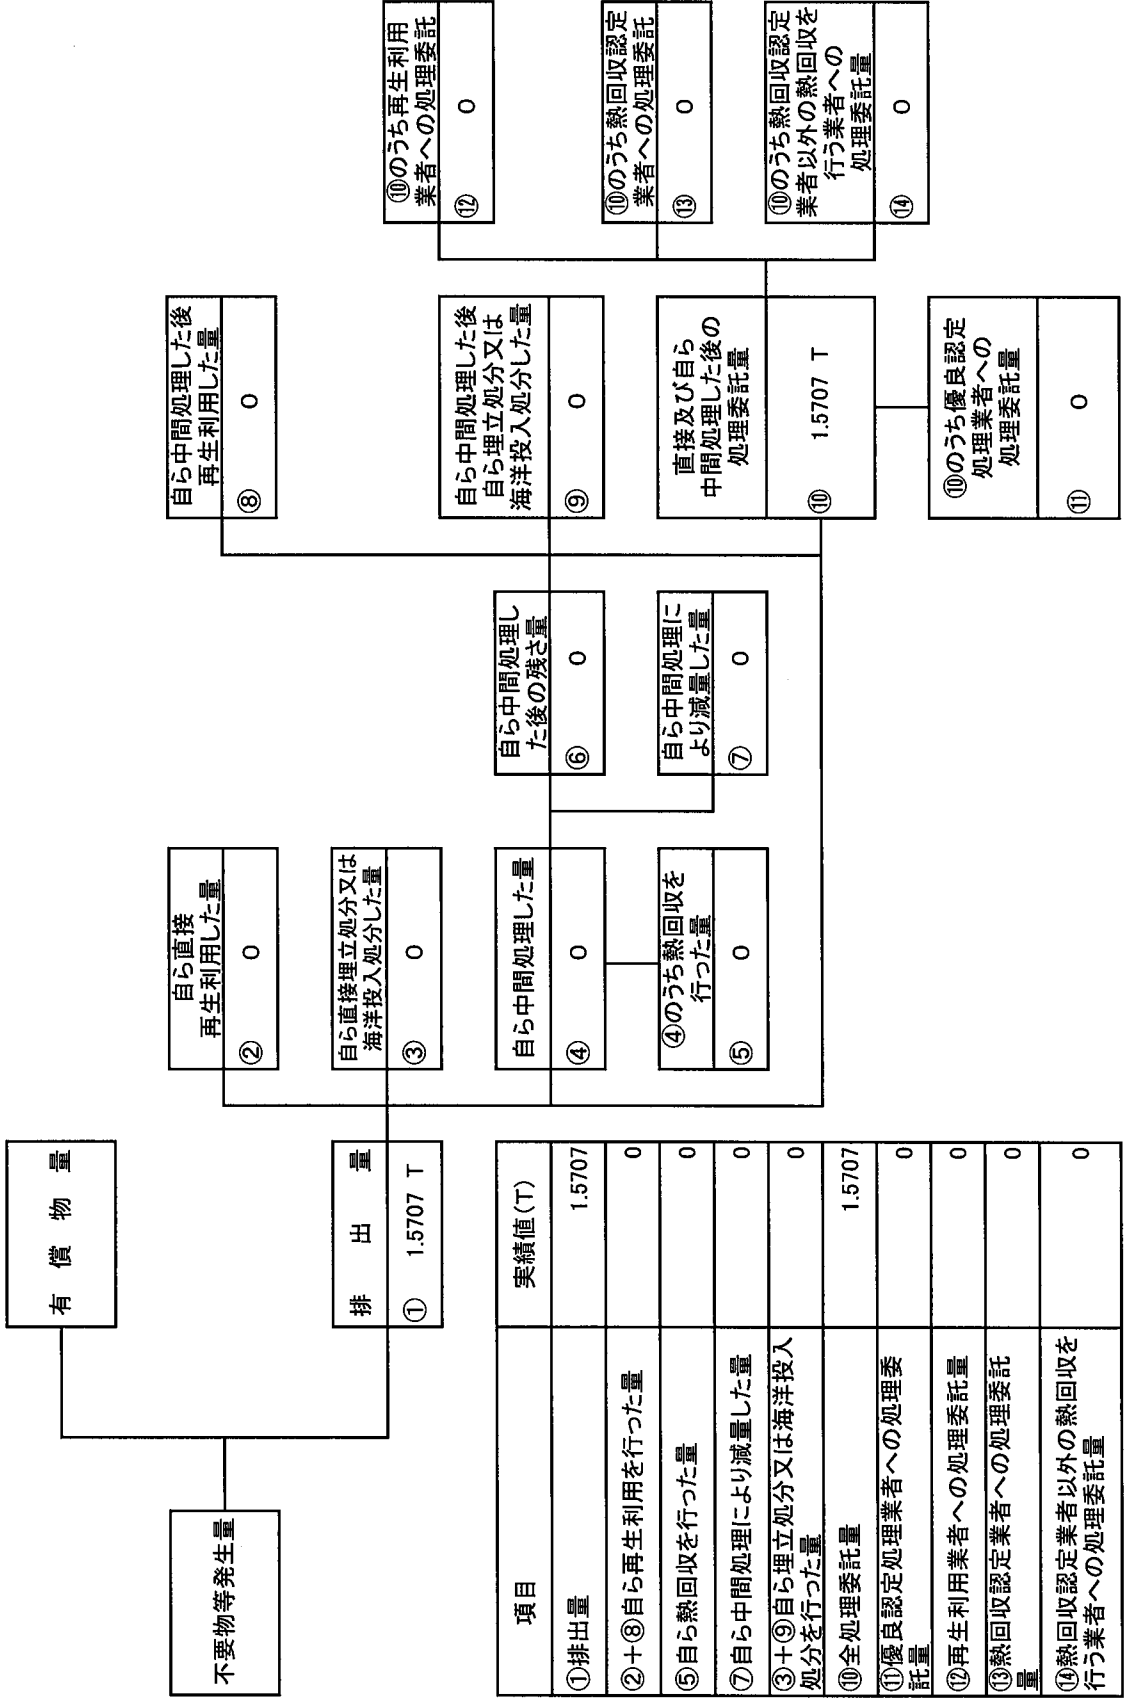 不要物等発生量
有償物量
排出量
① 1.5707 T
自ら直接
再生利用した量
② 0
自ら直接埋立処分又は
海洋投入処分した量
③ 0
自ら中間処理した量
④ 0
④のうち熱回収を
行った量
⑤ 0
自ら中間処理し
た後の残さ量
⑥ 0
自ら中間処理に
より減量した量
⑦ 0
自ら中間処理した後
再生利用した量
⑧ 0
自ら中間処理した後
自ら埋立処分又は
海洋投入処分した量
⑨ 0
直接及び自ら
中間処理した後の
処理委託量
⑩ 1.5707 T
⑩のうち優良認定
処理業者への
処理委託量
⑪ 0
⑩のうち再生利用
業者への処理委託
⑫ 0
⑩のうち熱回収認定
業者への処理委託
⑬ 0
⑩のうち熱回収認定
業者以外の熱回収を
行う業者への
処理委託量
⑭ 0
項目 実績値(T)
①排出量 1.5707
②+⑧自ら再生利用を行った量 0
⑤自ら熱回収を行った量 0
⑦自ら中間処理により減量した量 0
③+⑨自ら埋立処分又は海洋投入 0
処分を行った量
⑩全処理委託量 1.5707
⑪優良認定処理業者への処理委 0
託量
⑫再生利用業者への処理委託量 0
⑬熱回収認定業者への処理委託 0
量
⑭熱回収認定業者以外の熱回収を 0
行う業者への処理委託量